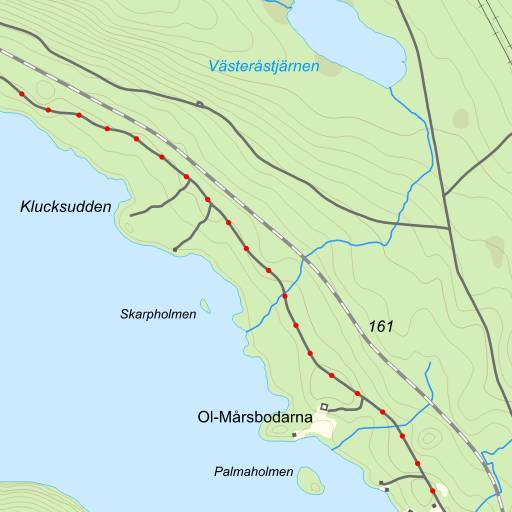 Västeråstjärnen
Klucksudden
Skarpholmen
161
Ol-Mårsbodarna
Palmaholmen